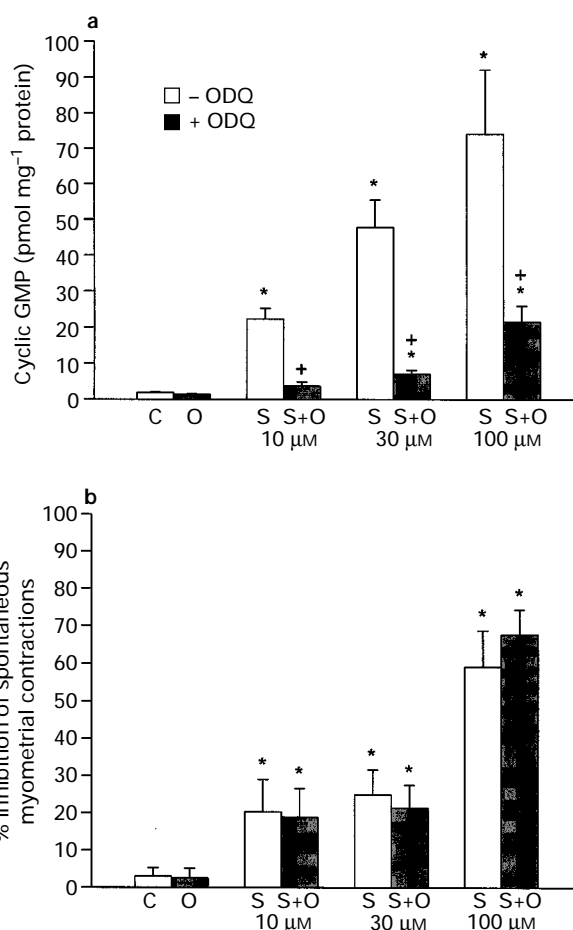 a
Cyclic GMP (pmol mg⁻¹ protein)
100
90
80
70
60
50
40
30
20
10
0
– ODQ
+ ODQ
*
+
*
+
*
*
+
*
C O S S+O S S+O S S+O
10 μM 30 μM 100 μM
b
% inhibition of spontaneous
myometrial contractions
100
90
80
70
60
50
40
30
20
10
0
* * * * * *
C O S S+O S S+O S S+O
10 μM 30 μM 100 μM